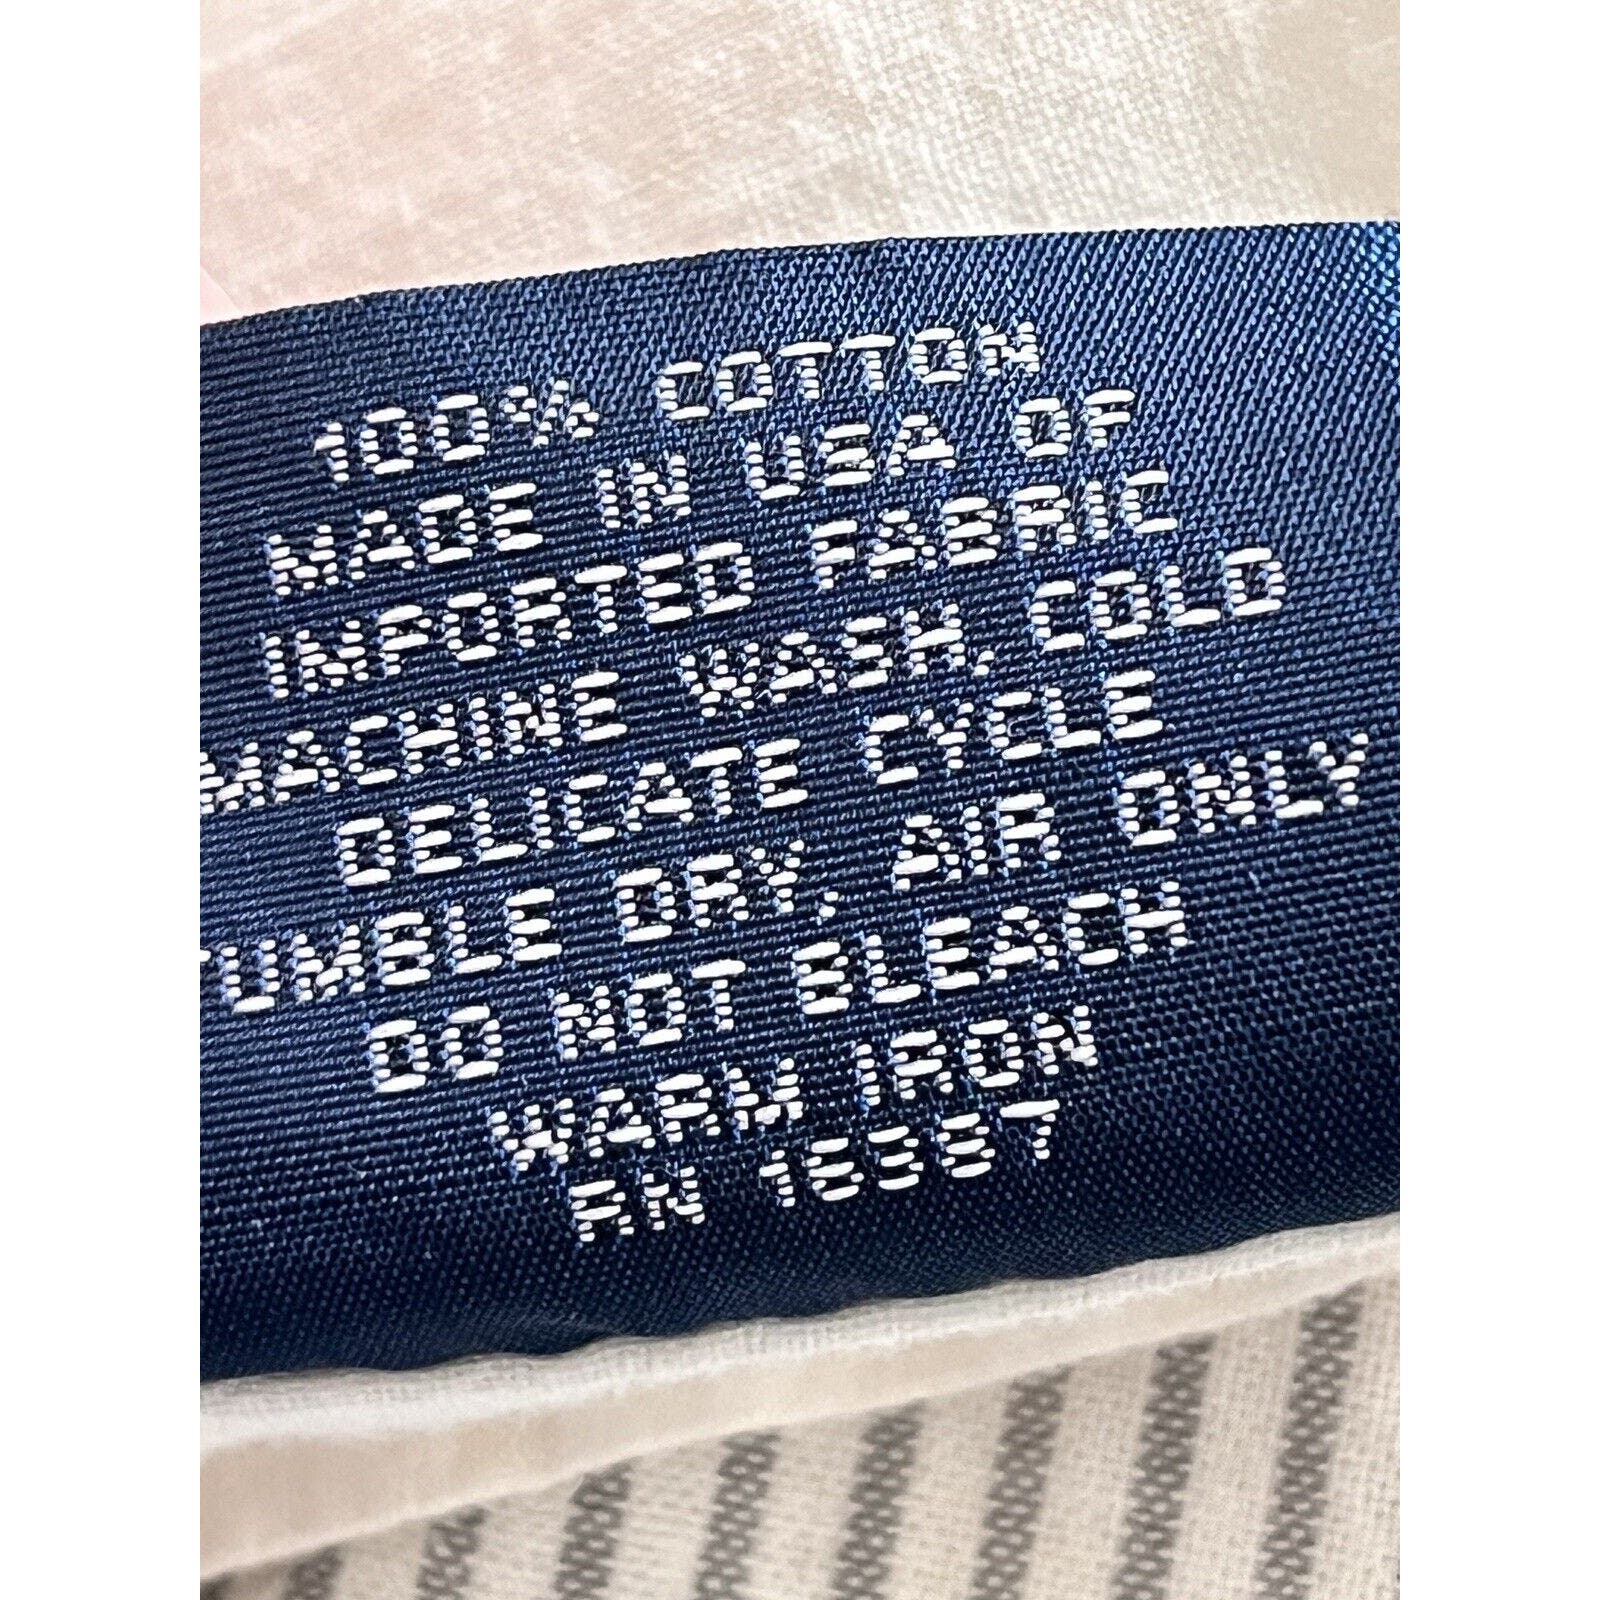 100% COTTON
MADE IN USA OF
IMPORTED FABRIC
MACHINE WASH, COLD
DELICATE CYCLE
TUMBLE DRY, AIR ONLY
DO NOT BLEACH
WARM IRON
RN